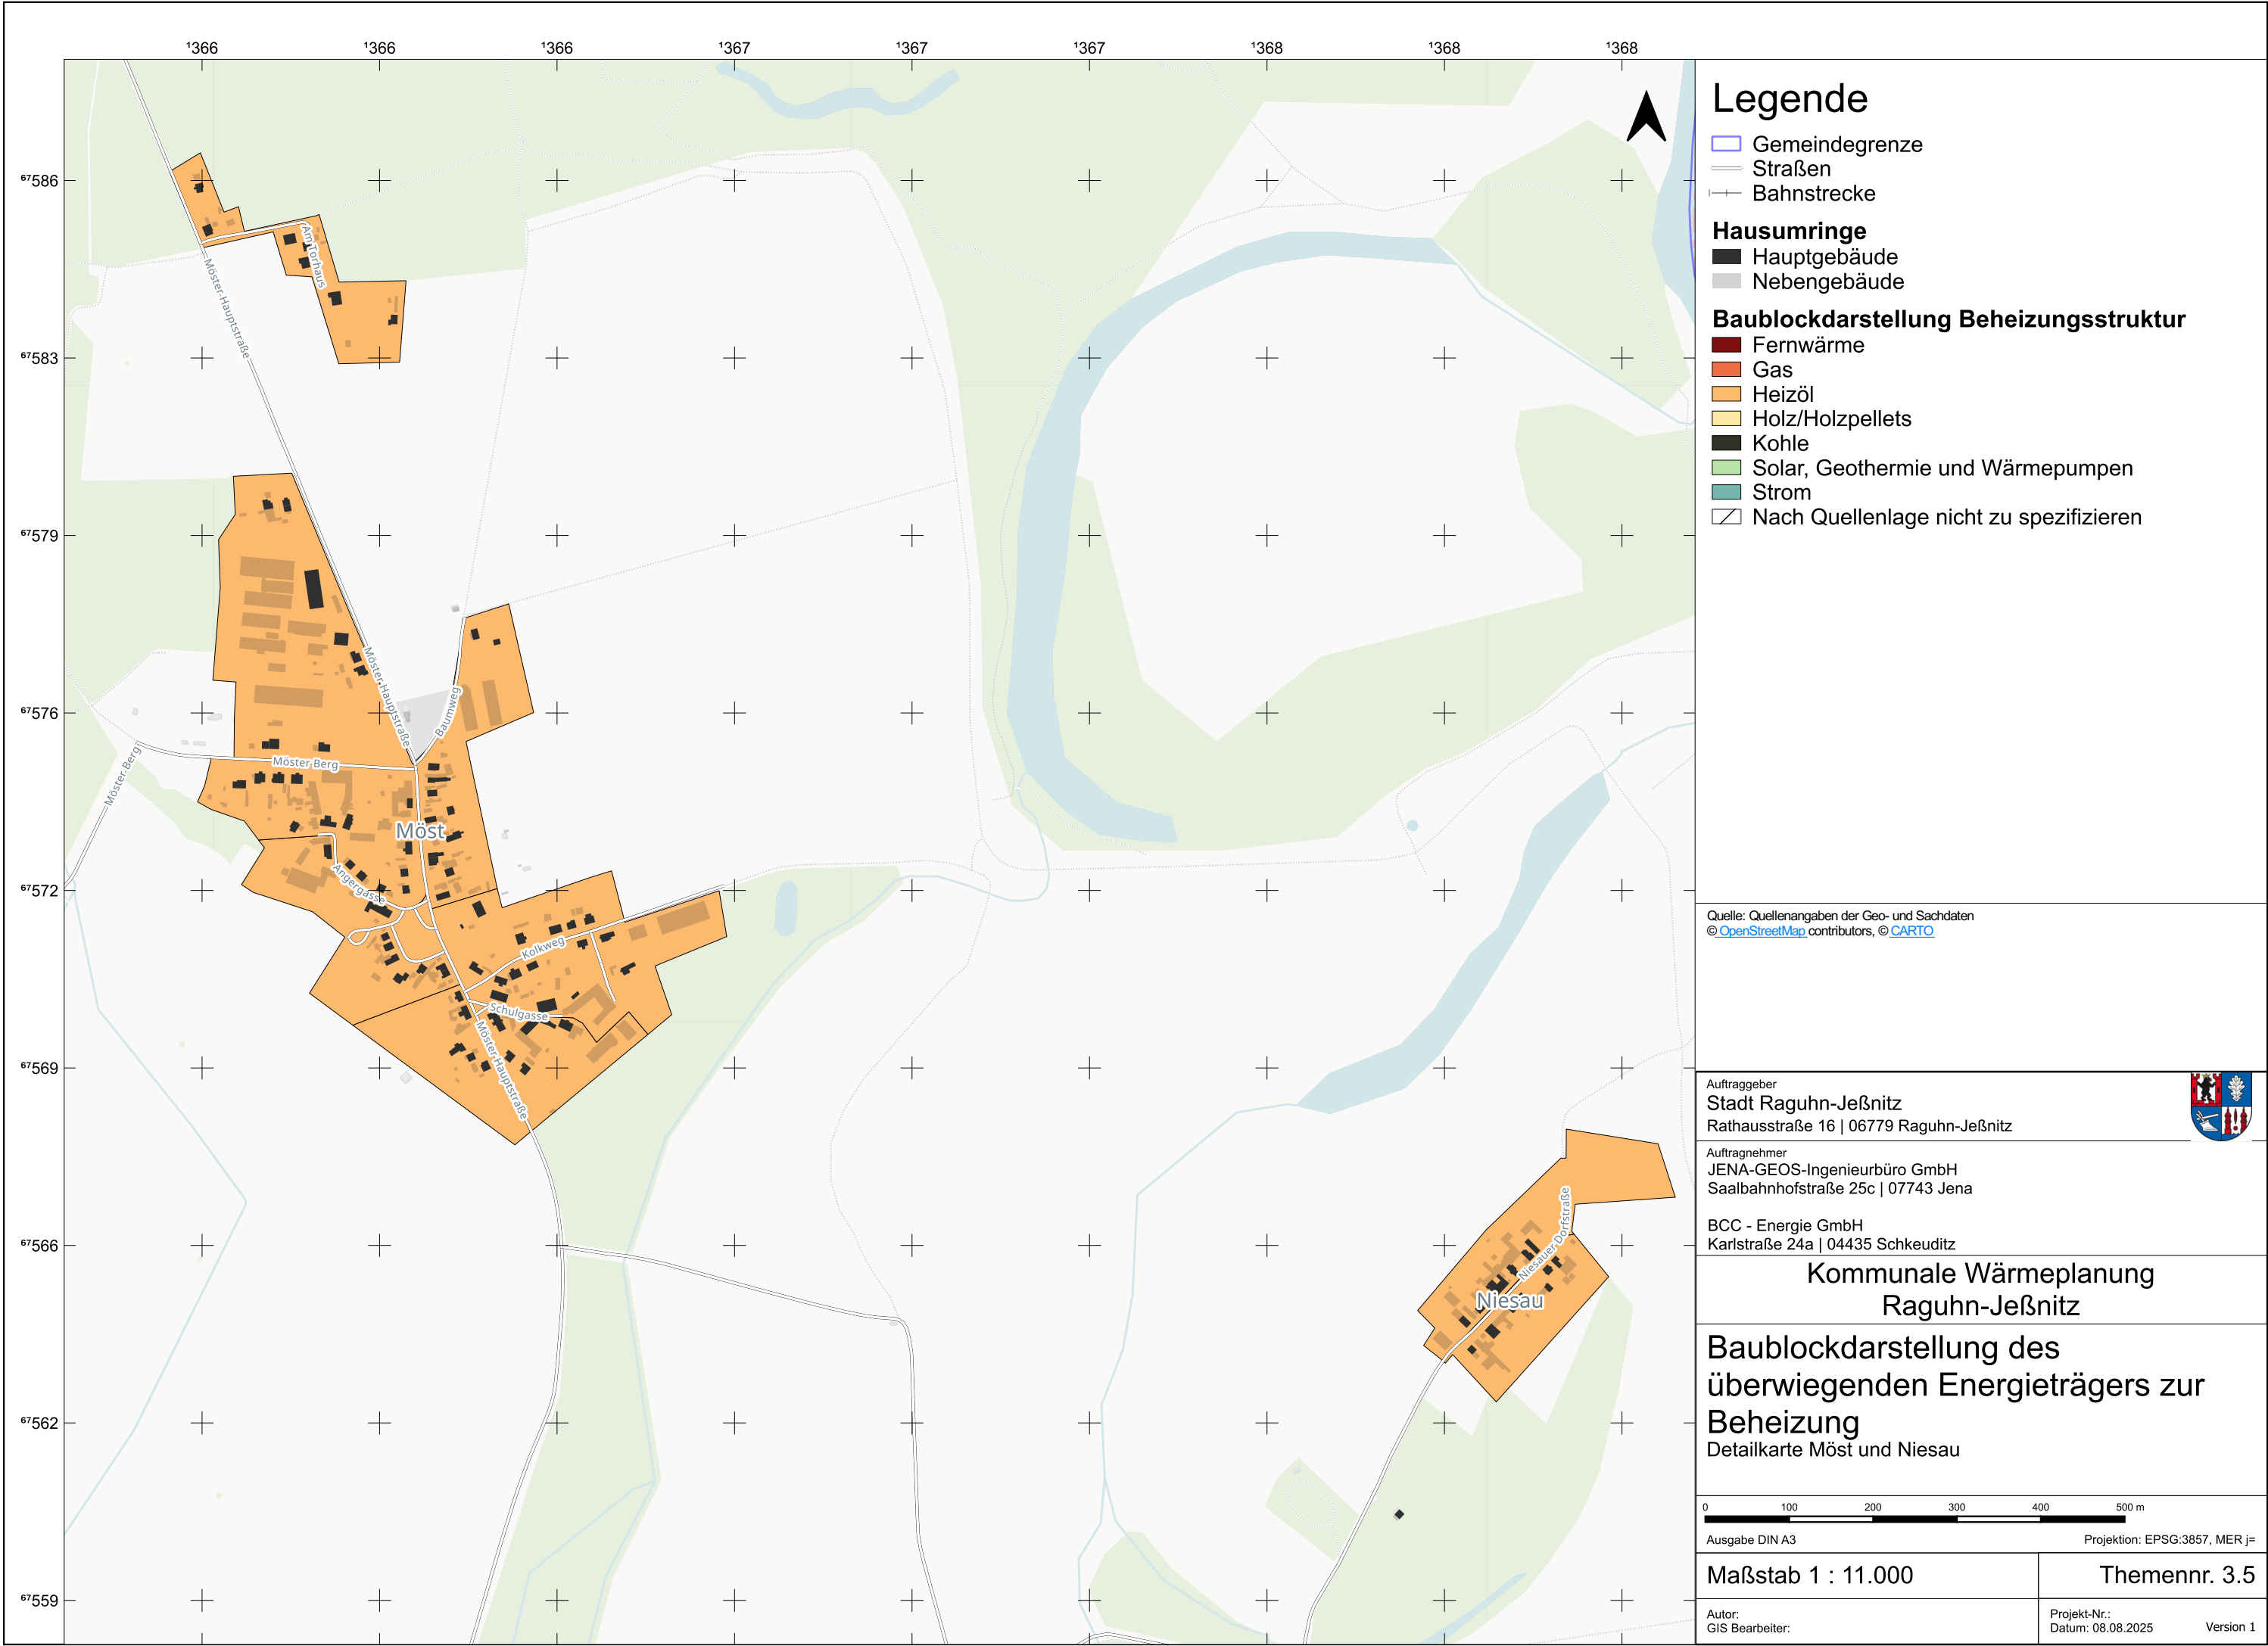 ¹366 ¹366 ¹366 ¹367 ¹367 ¹367 ¹368 ¹368 ¹368
⁶⁷586
⁶⁷583
⁶⁷579
⁶⁷576
⁶⁷572
⁶⁷569
⁶⁷566
⁶⁷562
⁶⁷559
Am Torhaus
Möster Hauptstraße
Möster Hauptstraße
Baumweg
Möster Berg
Möster Berg
Möst
Angergasse
Kolkweg
Schulgasse
Möster Hauptstraße
Niesauer Dorfstraße
Niesau
Legende
Gemeindegrenze
Straßen
Bahnstrecke
Hausumringe
Hauptgebäude
Nebengebäude
Baublockdarstellung Beheizungsstruktur
Fernwärme
Gas
Heizöl
Holz/Holzpellets
Kohle
Solar, Geothermie und Wärmepumpen
Strom
Nach Quellenlage nicht zu spezifizieren
Quelle: Quellenangaben der Geo- und Sachdaten
© OpenStreetMap contributors, © CARTO
Auftraggeber
Stadt Raguhn-Jeßnitz
Rathausstraße 16 | 06779 Raguhn-Jeßnitz
Auftragnehmer
JENA-GEOS-Ingenieurbüro GmbH
Saalbahnhofstraße 25c | 07743 Jena
BCC - Energie GmbH
Karlstraße 24a | 04435 Schkeuditz
Kommunale Wärmeplanung
Raguhn-Jeßnitz
Baublockdarstellung des
überwiegenden Energieträgers zur
Beheizung
Detailkarte Möst und Niesau
0 100 200 300 400 500 m
Ausgabe DIN A3 Projektion: EPSG:3857, MER j=
Maßstab 1 : 11.000 Themennr. 3.5
Autor:
GIS Bearbeiter:
Projekt-Nr.:
Datum: 08.08.2025 Version 1